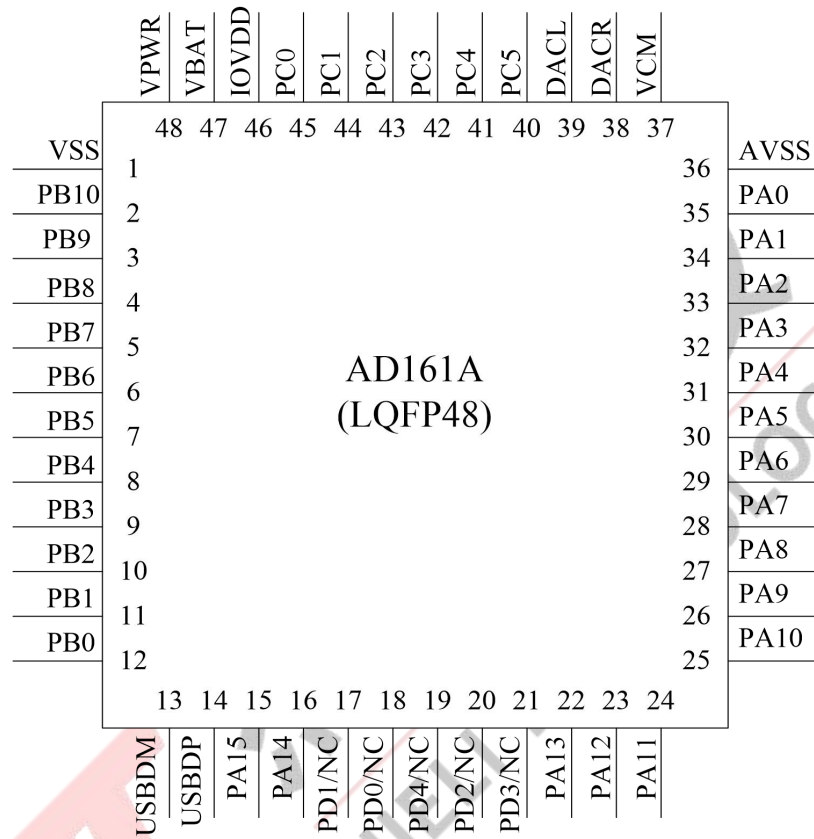 VPWR
VBAT
IOVDD
PC0
PC1
PC2
PC3
PC4
PC5
DACL
DACR
VCM
48 47 46 45 44 43 42 41 40 39 38 37
VSS 1 36 AVSS
PB10 2 35 PA0
PB9 3 34 PA1
PB8 4 33 PA2
PB7 5 32 PA3
PB6 6 31 PA4
AD161A
(LQFP48)
PB5 7 30 PA5
PB4 8 29 PA6
PB3 9 28 PA7
PB2 10 27 PA8
PB1 11 26 PA9
PB0 12 25 PA10
13 14 15 16 17 18 19 20 21 22 23 24
USBDM
USBDP
PA15
PA14
PD1/NC
PD0/NC
PD4/NC
PD2/NC
PD3/NC
PA13
PA12
PA11